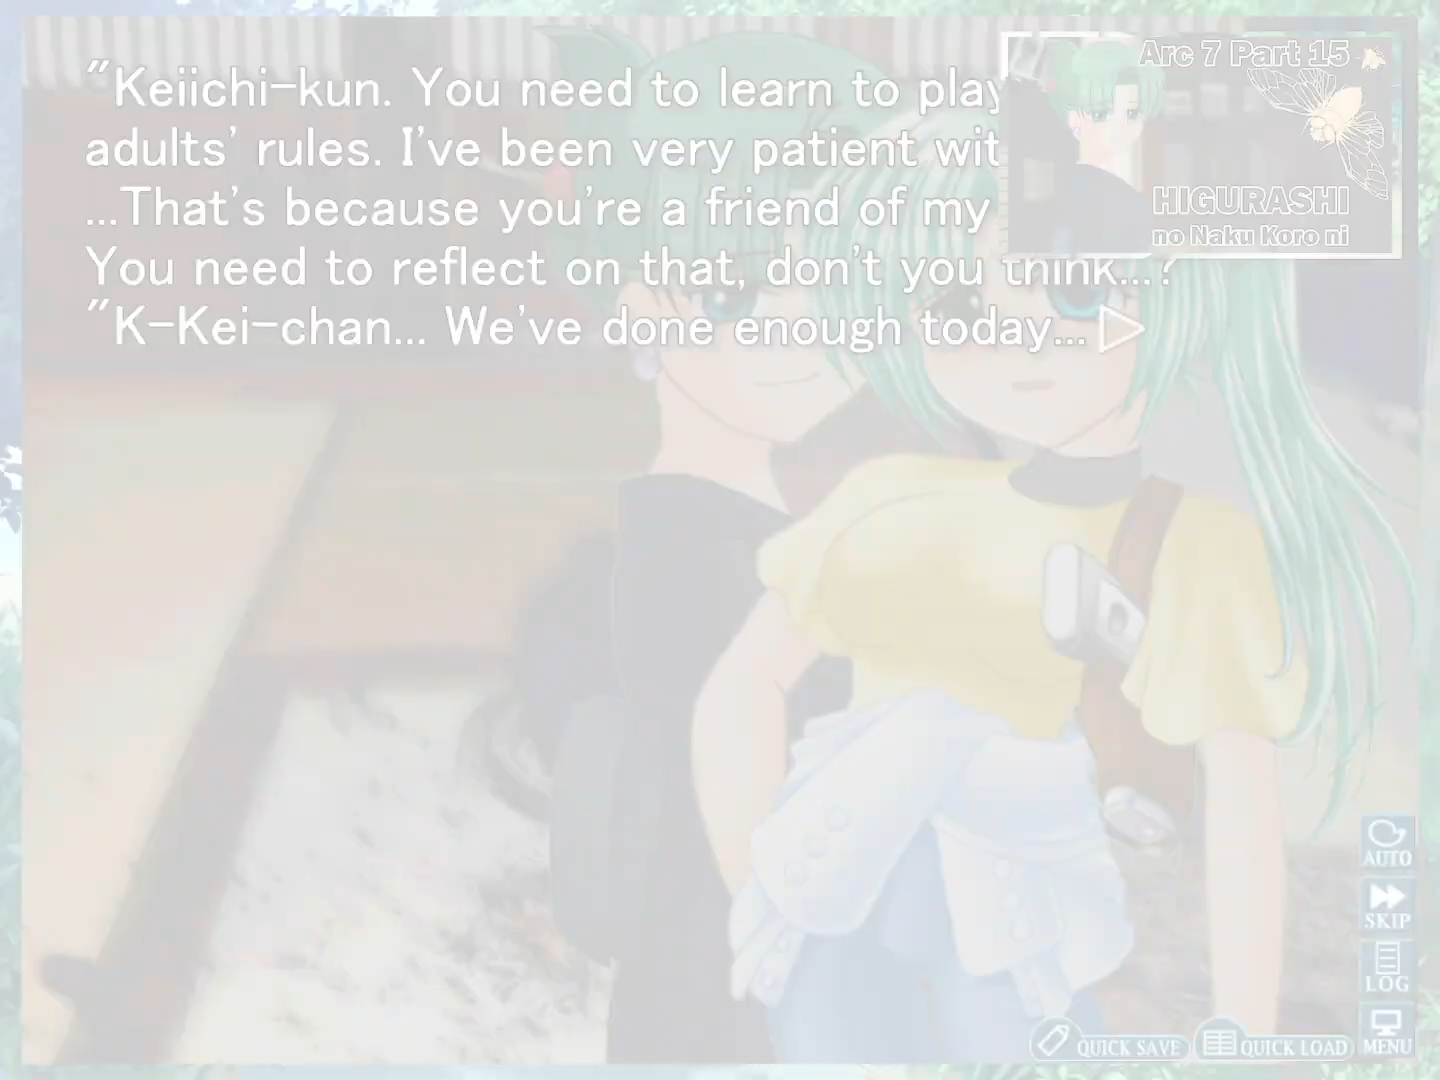 "Keiichi-kun. You need to learn to play
adults' rules. I've been very patient
...That's because you're a friend of my
You need to reflect on that, don't you think...?
"K-Kei-chan... We've done enough today...
Arc 7 Part 15
HIGURASHI
no Naku Koro ni
AUTO
SKIP
LOG
MENU
QUICK SAVE
QUICK LOAD